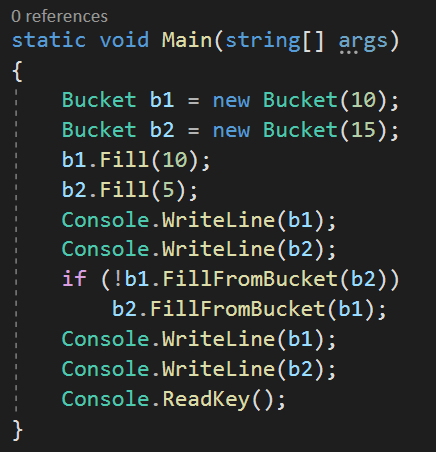 0 references
static void Main(string[] args)
{
Bucket b1 = new Bucket(10);
Bucket b2 = new Bucket(15);
b1.Fill(10);
b2.Fill(5);
Console.WriteLine(b1);
Console.WriteLine(b2);
if (!b1.FillFromBucket(b2))
b2.FillFromBucket(b1);
Console.WriteLine(b1);
Console.WriteLine(b2);
Console.ReadKey();
}